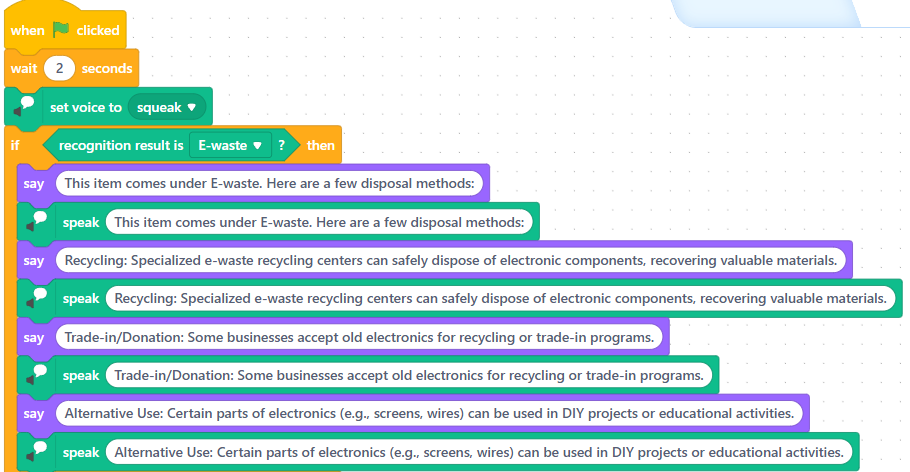 when clicked
wait 2 seconds
set voice to squeak
if recognition result is E-waste ? then
say This item comes under E-waste. Here are a few disposal methods:
speak This item comes under E-waste. Here are a few disposal methods:
say Recycling: Specialized e-waste recycling centers can safely dispose of electronic components, recovering valuable materials.
speak Recycling: Specialized e-waste recycling centers can safely dispose of electronic components, recovering valuable materials.
say Trade-in/Donation: Some businesses accept old electronics for recycling or trade-in programs.
speak Trade-in/Donation: Some businesses accept old electronics for recycling or trade-in programs.
say Alternative Use: Certain parts of electronics (e.g., screens, wires) can be used in DIY projects or educational activities.
speak Alternative Use: Certain parts of electronics (e.g., screens, wires) can be used in DIY projects or educational activities.